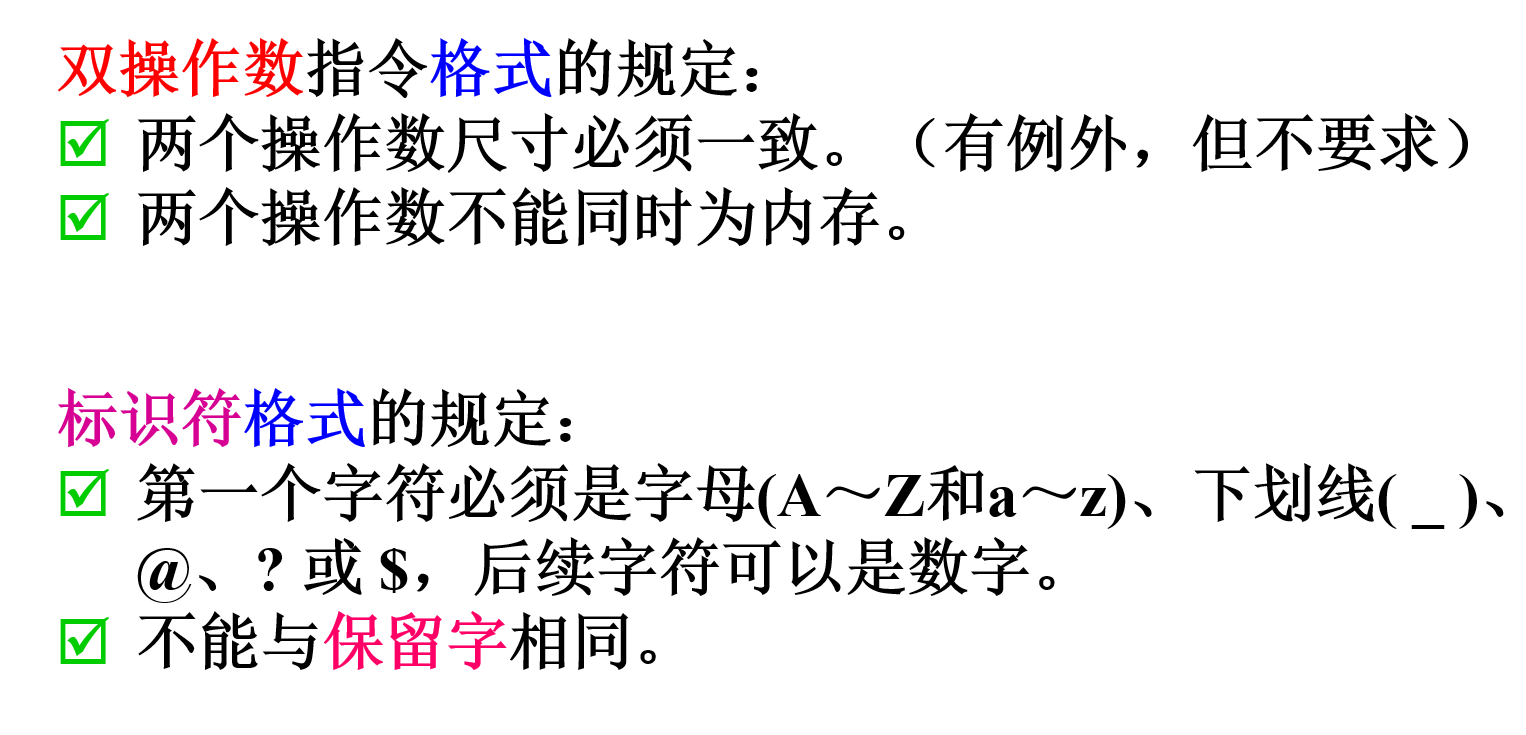 双操作数指令格式的规定：
☑ 两个操作数尺寸必须一致。（有例外，但不要求）
☑ 两个操作数不能同时为内存。
标识符格式的规定：
☑ 第一个字符必须是字母(A～Z和a～z)、下划线( _ )、
@、? 或 $，后续字符可以是数字。
☑ 不能与保留字相同。